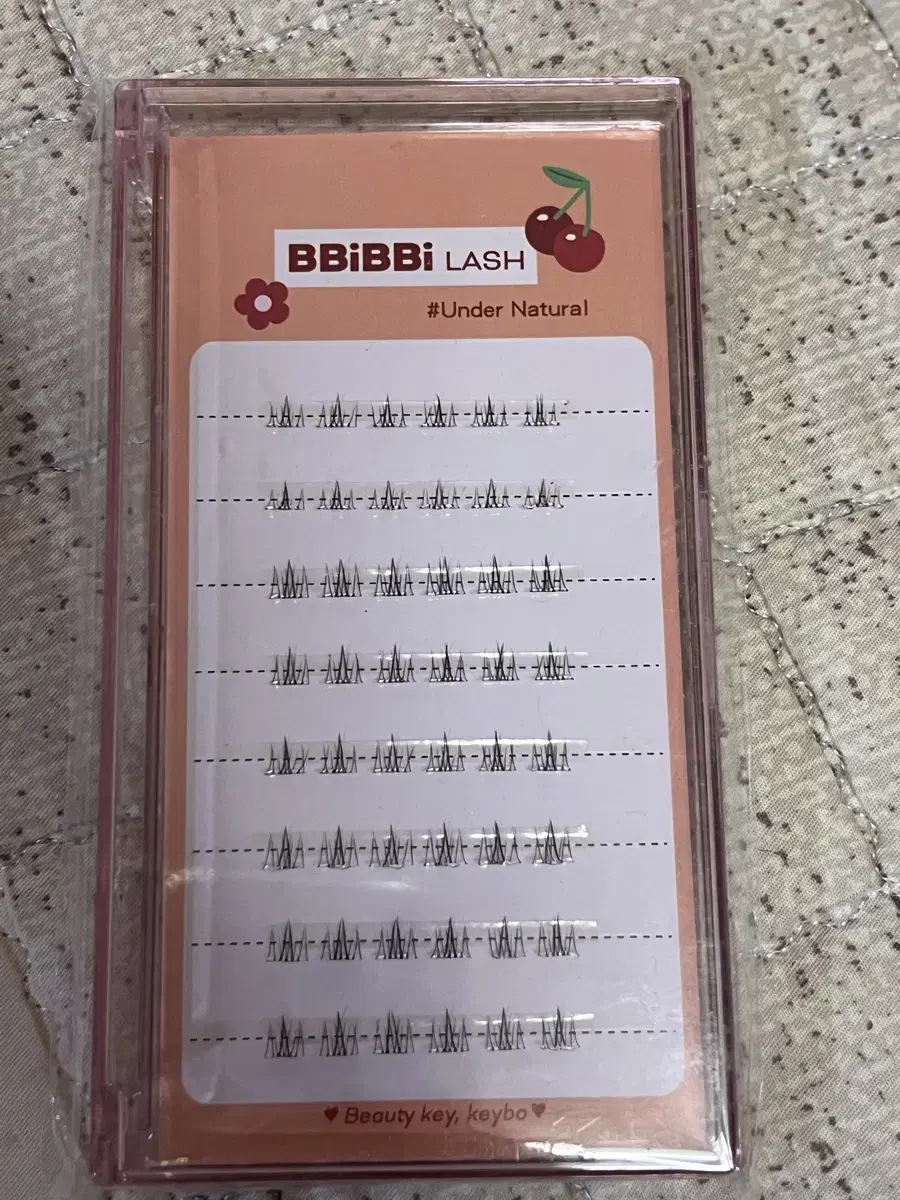 BBiBBi LASH
#Under Natural
♥ Beauty key, keybo ♥